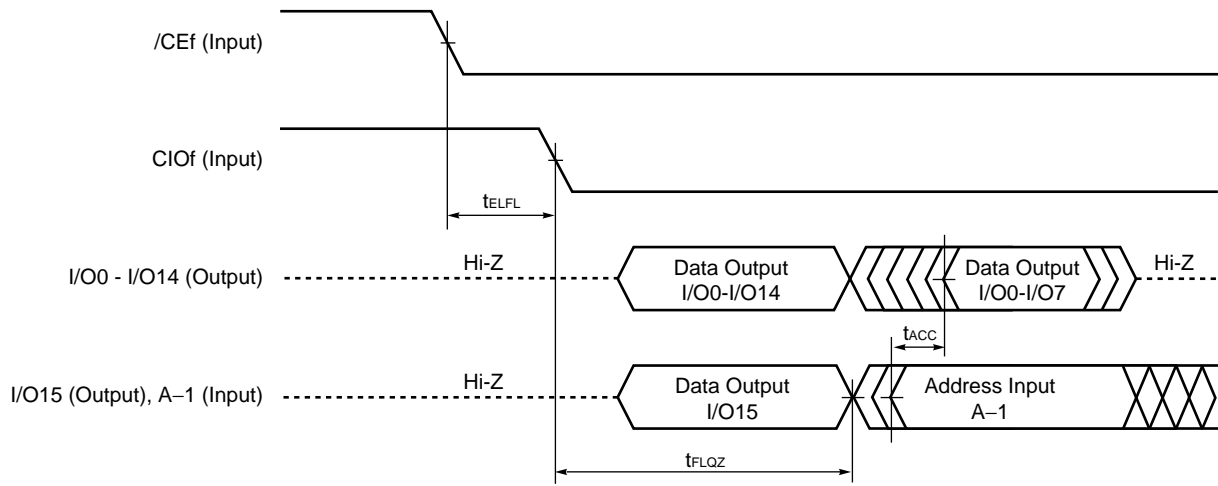 /CEf (Input)
CIOf (Input)
tELFL
I/O0 - I/O14 (Output)
Hi-Z
Data Output
I/O0-I/O14
Data Output
I/O0-I/O7
Hi-Z
tACC
I/O15 (Output), A−1 (Input)
Hi-Z
Data Output
I/O15
Address Input
A−1
tFLQZ